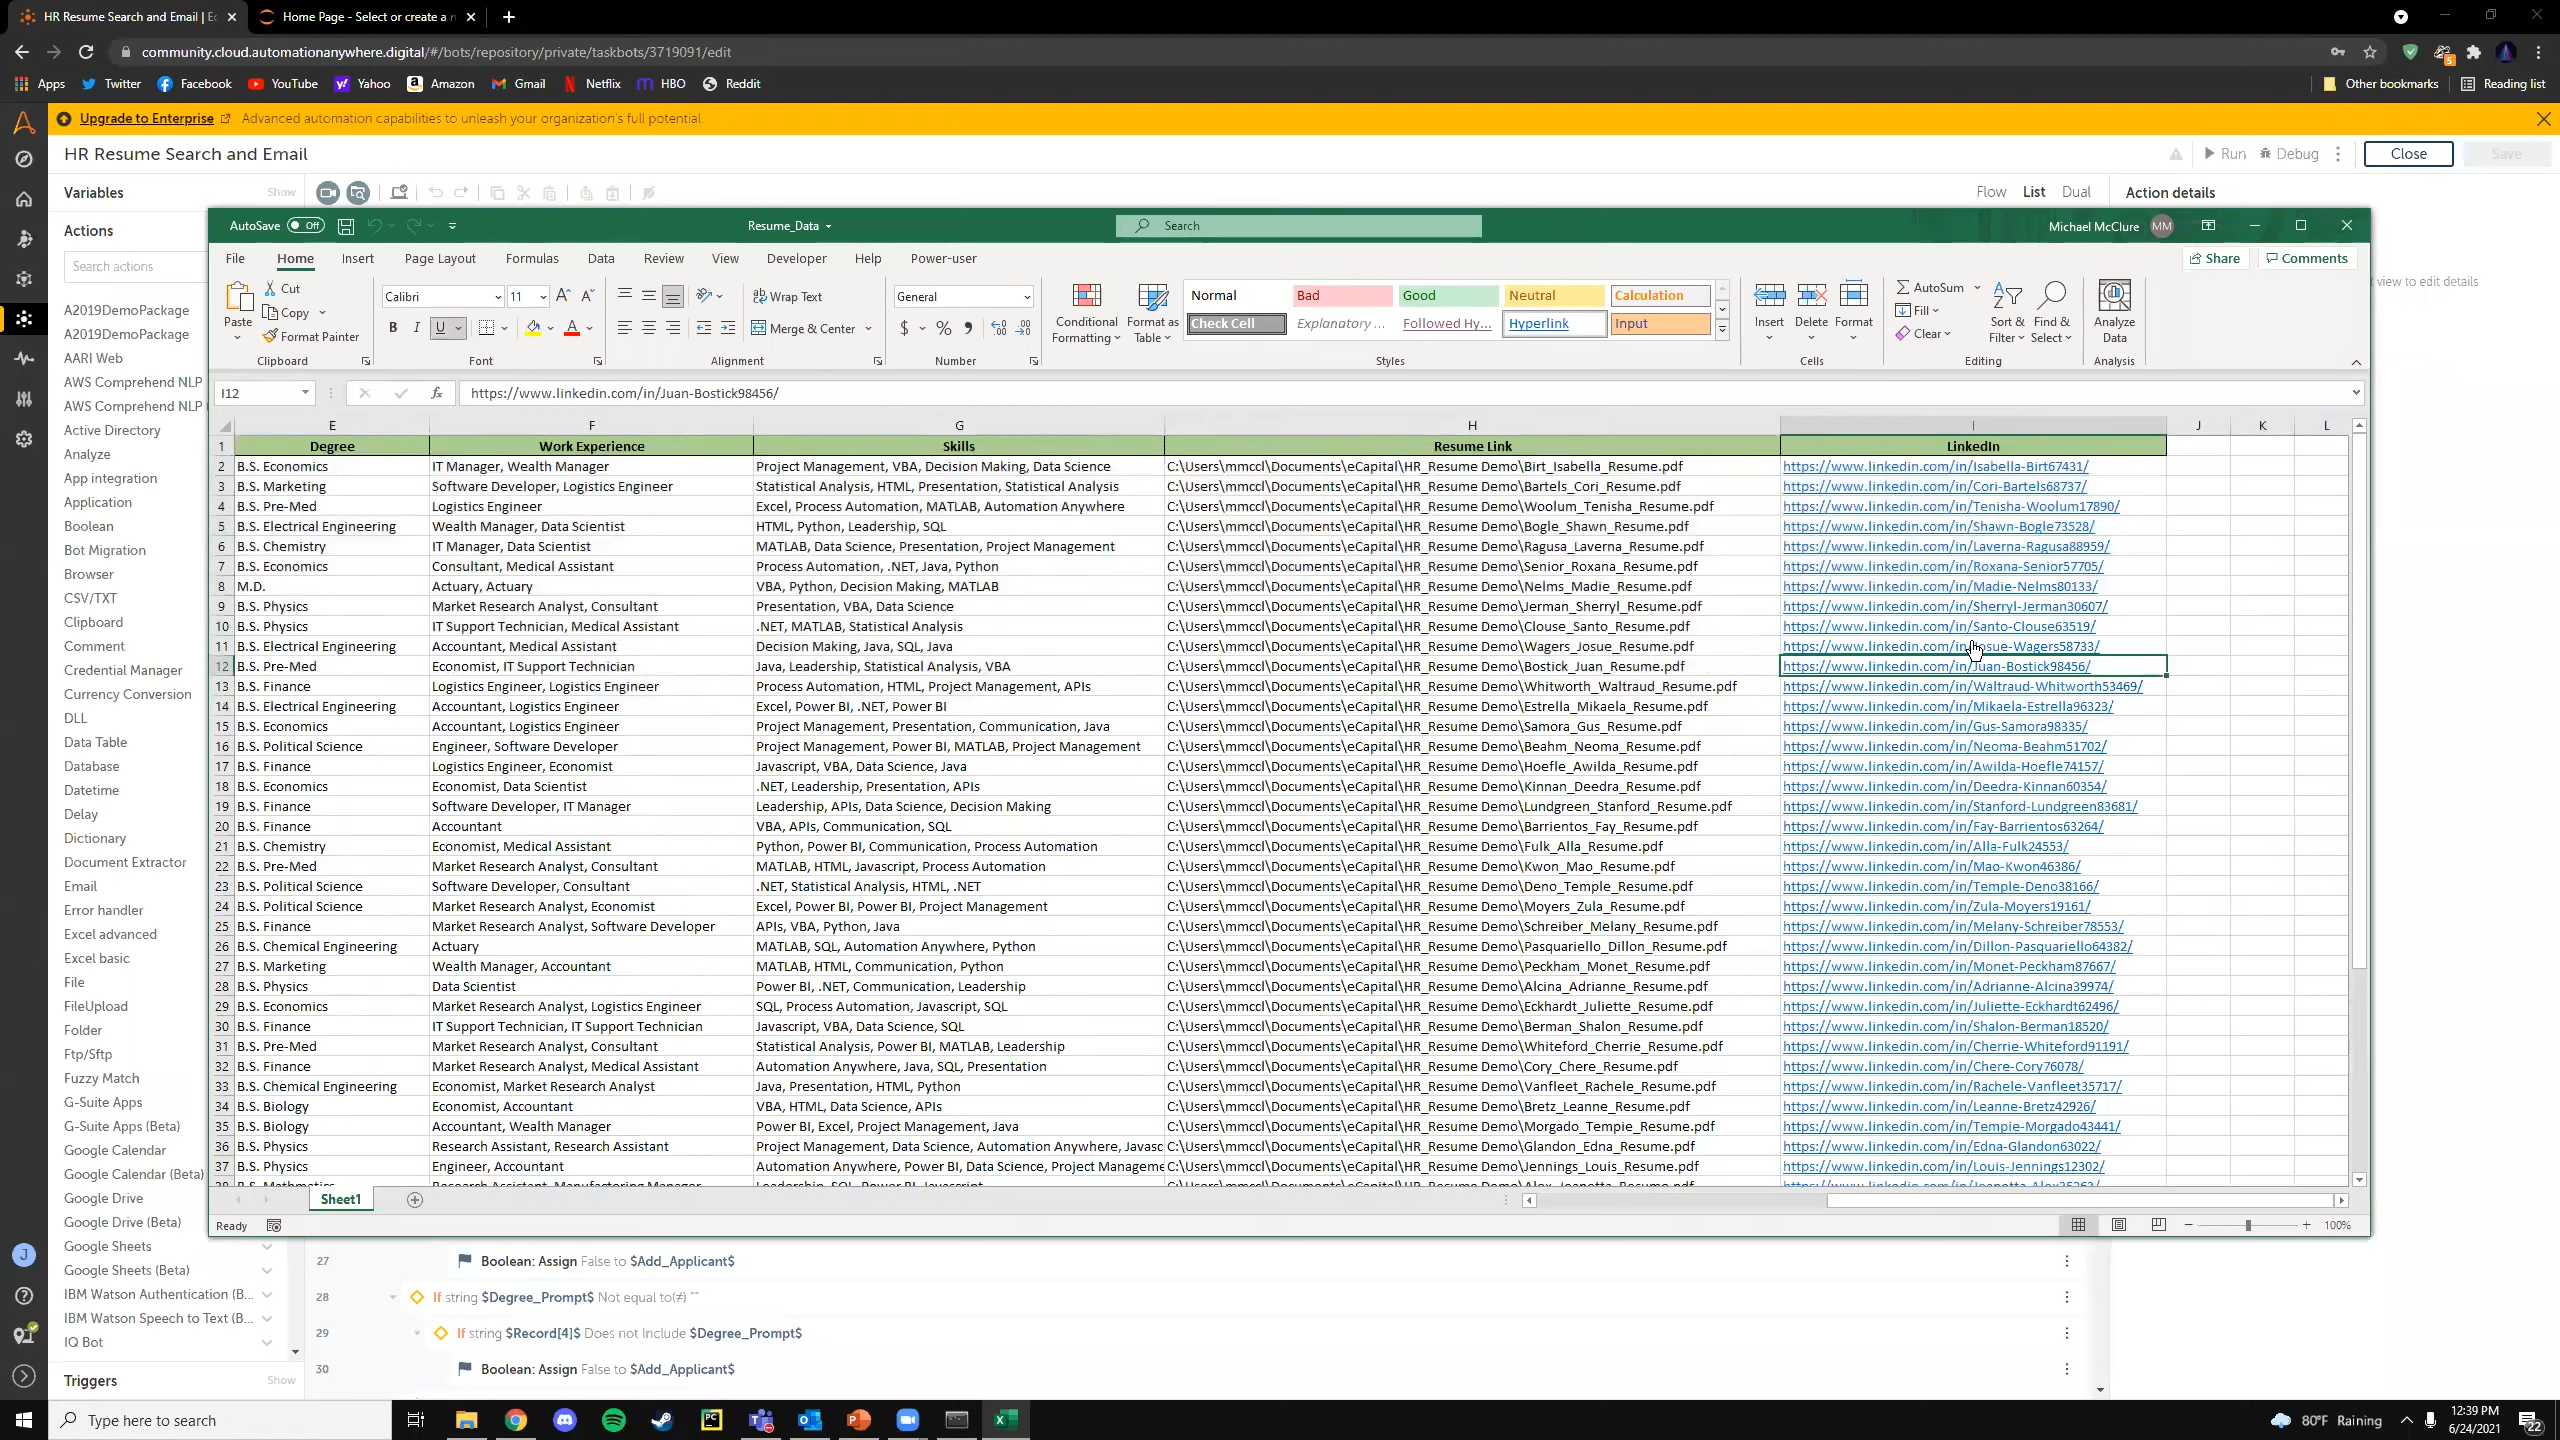 HR Resume Search and Email | Ec
Home Page - Select or create a n
community.cloud.automationanywhere.digital/#/bots/repository/private/taskbots/3719091/edit
Apps Twitter Facebook YouTube Yahoo Amazon Gmail Netflix HBO Reddit Other bookmarks Reading list
Upgrade to Enterprise Advanced automation capabilities to unleash your organization's full potential.
HR Resume Search and Email Run Debug Close Save
Variables Show Flow List Dual Action details
Actions
Search actions
A2019DemoPackage
A2019DemoPackage
AARI Web
AWS Comprehend NLP
AWS Comprehend NLP
Active Directory
Analyze
App integration
Application
Boolean
Bot Migration
Browser
CSV/TXT
Clipboard
Comment
Credential Manager
Currency Conversion
DLL
Data Table
Database
Datetime
Delay
Dictionary
Document Extractor
Email
Error handler
Excel advanced
Excel basic
File
FileUpload
Folder
Ftp/Sftp
Fuzzy Match
G-Suite Apps
G-Suite Apps (Beta)
Google Calendar
Google Calendar (Beta)
Google Drive
Google Drive (Beta)
Google Sheets
Google Sheets (Beta)
IBM Watson Authentication (B...
IBM Watson Speech to Text (B...
IQ Bot
Triggers Show
view to edit details
AutoSave Off Resume_Data Search Michael McClure MM
File Home Insert Page Layout Formulas Data Review View Developer Help Power-user Share Comments
Paste Cut Copy Format Painter Clipboard
Calibri 11 B I U A Font
Wrap Text Merge & Center Alignment
General $ % Number
Conditional Formatting Format as Table
Normal Bad Good Neutral Calculation
Check Cell Explanatory ... Followed Hy... Hyperlink Input
Styles
Insert Delete Format Cells
AutoSum Fill Clear Sort & Filter Find & Select Editing
Analyze Data Analysis
I12 fx https://www.linkedin.com/in/Juan-Bostick98456/
E F G H I J K L
1 Degree Work Experience Skills Resume Link LinkedIn
2 B.S. Economics IT Manager, Wealth Manager Project Management, VBA, Decision Making, Data Science C:\Users\mmccl\Documents\eCapital\HR_Resume Demo\Birt_Isabella_Resume.pdf https://www.linkedin.com/in/Isabella-Birt67431/
3 B.S. Marketing Software Developer, Logistics Engineer Statistical Analysis, HTML, Presentation, Statistical Analysis C:\Users\mmccl\Documents\eCapital\HR_Resume Demo\Bartels_Cori_Resume.pdf https://www.linkedin.com/in/Cori-Bartels68737/
4 B.S. Pre-Med Logistics Engineer Excel, Process Automation, MATLAB, Automation Anywhere C:\Users\mmccl\Documents\eCapital\HR_Resume Demo\Woolum_Tenisha_Resume.pdf https://www.linkedin.com/in/Tenisha-Woolum17890/
5 B.S. Electrical Engineering Wealth Manager, Data Scientist HTML, Python, Leadership, SQL C:\Users\mmccl\Documents\eCapital\HR_Resume Demo\Bogle_Shawn_Resume.pdf https://www.linkedin.com/in/Shawn-Bogle73528/
6 B.S. Chemistry IT Manager, Data Scientist MATLAB, Data Science, Presentation, Project Management C:\Users\mmccl\Documents\eCapital\HR_Resume Demo\Ragusa_Laverna_Resume.pdf https://www.linkedin.com/in/Laverna-Ragusa88959/
7 B.S. Economics Consultant, Medical Assistant Process Automation, .NET, Java, Python C:\Users\mmccl\Documents\eCapital\HR_Resume Demo\Senior_Roxana_Resume.pdf https://www.linkedin.com/in/Roxana-Senior57705/
8 M.D. Actuary, Actuary VBA, Python, Decision Making, MATLAB C:\Users\mmccl\Documents\eCapital\HR_Resume Demo\Nelms_Madie_Resume.pdf https://www.linkedin.com/in/Madie-Nelms80133/
9 B.S. Physics Market Research Analyst, Consultant Presentation, VBA, Data Science C:\Users\mmccl\Documents\eCapital\HR_Resume Demo\Jerman_Sherryl_Resume.pdf https://www.linkedin.com/in/Sherryl-Jerman30607/
10 B.S. Physics IT Support Technician, Medical Assistant .NET, MATLAB, Statistical Analysis C:\Users\mmccl\Documents\eCapital\HR_Resume Demo\Clouse_Santo_Resume.pdf https://www.linkedin.com/in/Santo-Clouse63519/
11 B.S. Electrical Engineering Accountant, Medical Assistant Decision Making, Java, SQL, Java C:\Users\mmccl\Documents\eCapital\HR_Resume Demo\Wagers_Josue_Resume.pdf https://www.linkedin.com/in/Josue-Wagers58733/
12 B.S. Pre-Med Economist, IT Support Technician Java, Leadership, Statistical Analysis, VBA C:\Users\mmccl\Documents\eCapital\HR_Resume Demo\Bostick_Juan_Resume.pdf https://www.linkedin.com/in/Juan-Bostick98456/
13 B.S. Finance Logistics Engineer, Logistics Engineer Process Automation, HTML, Project Management, APIs C:\Users\mmccl\Documents\eCapital\HR_Resume Demo\Whitworth_Waltraud_Resume.pdf https://www.linkedin.com/in/Waltraud-Whitworth53469/
14 B.S. Electrical Engineering Accountant, Logistics Engineer Excel, Power BI, .NET, Power BI C:\Users\mmccl\Documents\eCapital\HR_Resume Demo\Estrella_Mikaela_Resume.pdf https://www.linkedin.com/in/Mikaela-Estrella96323/
15 B.S. Economics Accountant, Logistics Engineer Project Management, Presentation, Communication, Java C:\Users\mmccl\Documents\eCapital\HR_Resume Demo\Samora_Gus_Resume.pdf https://www.linkedin.com/in/Gus-Samora98335/
16 B.S. Political Science Engineer, Software Developer Project Management, Power BI, MATLAB, Project Management C:\Users\mmccl\Documents\eCapital\HR_Resume Demo\Beahm_Neoma_Resume.pdf https://www.linkedin.com/in/Neoma-Beahm51702/
17 B.S. Finance Logistics Engineer, Economist Javascript, VBA, Data Science, Java C:\Users\mmccl\Documents\eCapital\HR_Resume Demo\Hoefle_Awilda_Resume.pdf https://www.linkedin.com/in/Awilda-Hoefle74157/
18 B.S. Economics Economist, Data Scientist .NET, Leadership, Presentation, APIs C:\Users\mmccl\Documents\eCapital\HR_Resume Demo\Kinnan_Deedra_Resume.pdf https://www.linkedin.com/in/Deedra-Kinnan60354/
19 B.S. Finance Software Developer, IT Manager Leadership, APIs, Data Science, Decision Making C:\Users\mmccl\Documents\eCapital\HR_Resume Demo\Lundgreen_Stanford_Resume.pdf https://www.linkedin.com/in/Stanford-Lundgreen83681/
20 B.S. Finance Accountant VBA, APIs, Communication, SQL C:\Users\mmccl\Documents\eCapital\HR_Resume Demo\Barrientos_Fay_Resume.pdf https://www.linkedin.com/in/Fay-Barrientos63264/
21 B.S. Chemistry Economist, Medical Assistant Python, Power BI, Communication, Process Automation C:\Users\mmccl\Documents\eCapital\HR_Resume Demo\Fulk_Alla_Resume.pdf https://www.linkedin.com/in/Alla-Fulk24553/
22 B.S. Pre-Med Market Research Analyst, Consultant MATLAB, HTML, Javascript, Process Automation C:\Users\mmccl\Documents\eCapital\HR_Resume Demo\Kwon_Mao_Resume.pdf https://www.linkedin.com/in/Mao-Kwon46386/
23 B.S. Political Science Software Developer, Consultant .NET, Statistical Analysis, HTML, .NET C:\Users\mmccl\Documents\eCapital\HR_Resume Demo\Deno_Temple_Resume.pdf https://www.linkedin.com/in/Temple-Deno38166/
24 B.S. Political Science Market Research Analyst, Economist Excel, Power BI, Power BI, Project Management C:\Users\mmccl\Documents\eCapital\HR_Resume Demo\Moyers_Zula_Resume.pdf https://www.linkedin.com/in/Zula-Moyers19161/
25 B.S. Finance Market Research Analyst, Software Developer APIs, VBA, Python, Java C:\Users\mmccl\Documents\eCapital\HR_Resume Demo\Schreiber_Melany_Resume.pdf https://www.linkedin.com/in/Melany-Schreiber78553/
26 B.S. Chemical Engineering Actuary MATLAB, SQL, Automation Anywhere, Python C:\Users\mmccl\Documents\eCapital\HR_Resume Demo\Pasquariello_Dillon_Resume.pdf https://www.linkedin.com/in/Dillon-Pasquariello64382/
27 B.S. Marketing Wealth Manager, Accountant MATLAB, HTML, Communication, Python C:\Users\mmccl\Documents\eCapital\HR_Resume Demo\Peckham_Monet_Resume.pdf https://www.linkedin.com/in/Monet-Peckham87667/
28 B.S. Physics Data Scientist Power BI, .NET, Communication, Leadership C:\Users\mmccl\Documents\eCapital\HR_Resume Demo\Alcina_Adrianne_Resume.pdf https://www.linkedin.com/in/Adrianne-Alcina39974/
29 B.S. Economics Market Research Analyst, Logistics Engineer SQL, Process Automation, Javascript, SQL C:\Users\mmccl\Documents\eCapital\HR_Resume Demo\Eckhardt_Juliette_Resume.pdf https://www.linkedin.com/in/Juliette-Eckhardt62496/
30 B.S. Finance IT Support Technician, IT Support Technician Javascript, VBA, Data Science, SQL C:\Users\mmccl\Documents\eCapital\HR_Resume Demo\Berman_Shalon_Resume.pdf https://www.linkedin.com/in/Shalon-Berman18520/
31 B.S. Pre-Med Market Research Analyst, Consultant Statistical Analysis, Power BI, MATLAB, Leadership C:\Users\mmccl\Documents\eCapital\HR_Resume Demo\Whiteford_Cherrie_Resume.pdf https://www.linkedin.com/in/Cherrie-Whiteford91191/
32 B.S. Finance Market Research Analyst, Medical Assistant Automation Anywhere, Java, SQL, Presentation C:\Users\mmccl\Documents\eCapital\HR_Resume Demo\Cory_Chere_Resume.pdf https://www.linkedin.com/in/Chere-Cory76078/
33 B.S. Chemical Engineering Economist, Market Research Analyst Java, Presentation, HTML, Python C:\Users\mmccl\Documents\eCapital\HR_Resume Demo\Vanfleet_Rachele_Resume.pdf https://www.linkedin.com/in/Rachele-Vanfleet35717/
34 B.S. Biology Economist, Accountant VBA, HTML, Data Science, APIs C:\Users\mmccl\Documents\eCapital\HR_Resume Demo\Bretz_Leanne_Resume.pdf https://www.linkedin.com/in/Leanne-Bretz42926/
35 B.S. Biology Accountant, Wealth Manager Power BI, Excel, Project Management, Java C:\Users\mmccl\Documents\eCapital\HR_Resume Demo\Morgado_Tempie_Resume.pdf https://www.linkedin.com/in/Tempie-Morgado43441/
36 B.S. Physics Research Assistant, Research Assistant Project Management, Data Science, Automation Anywhere, Javasc C:\Users\mmccl\Documents\eCapital\HR_Resume Demo\Glandon_Edna_Resume.pdf https://www.linkedin.com/in/Edna-Glandon63022/
37 B.S. Physics Engineer, Accountant Automation Anywhere, Power BI, Data Science, Project Manageme C:\Users\mmccl\Documents\eCapital\HR_Resume Demo\Jennings_Louis_Resume.pdf https://www.linkedin.com/in/Louis-Jennings12302/
Sheet1
Ready 100%
27 Boolean: Assign False to $Add_Applicant$
28 If string $Degree_Prompt$ Not equal to(≠) ""
29 If string $Record[4]$ Does not Include $Degree_Prompt$
30 Boolean: Assign False to $Add_Applicant$
Type here to search
80°F Raining 12:39 PM
6/24/2021 22